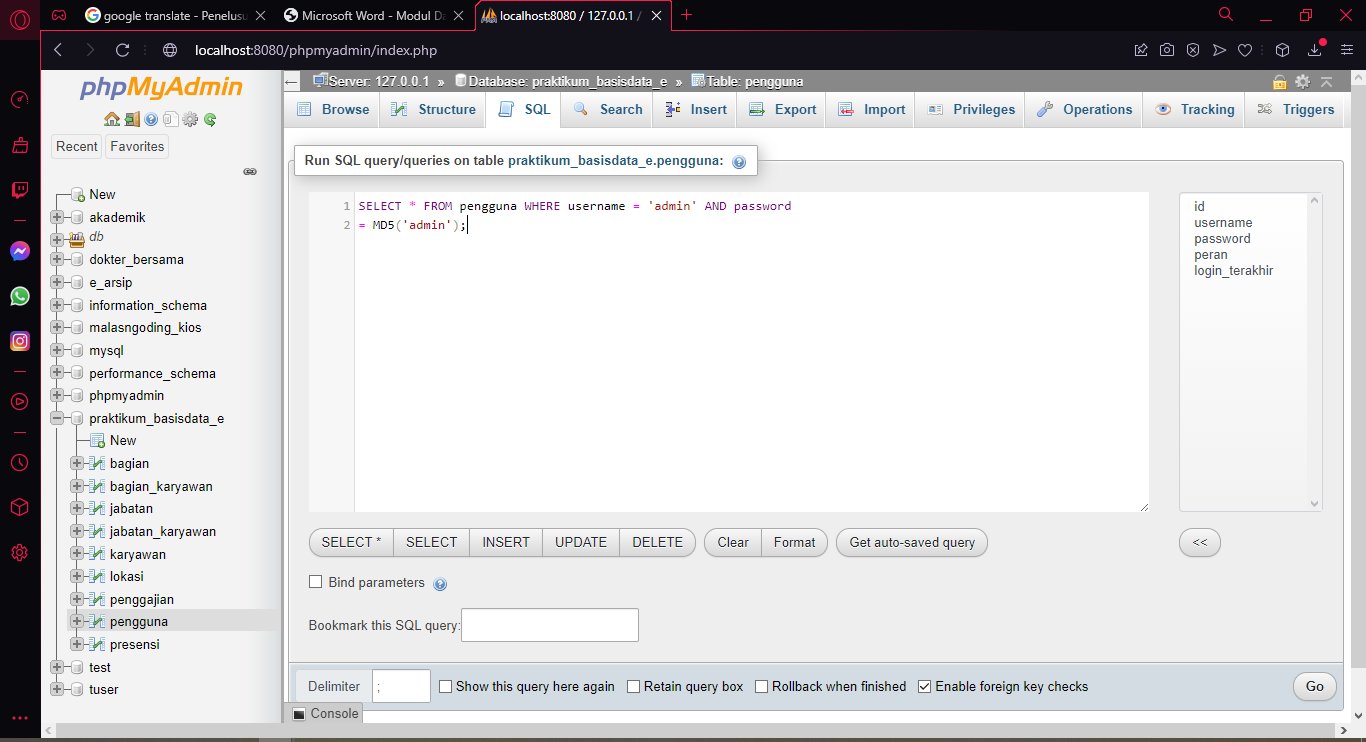 google translate - Penelusu
Microsoft Word - Modul Da
localhost:8080 / 127.0.0.1 /
localhost:8080/phpmyadmin/index.php
phpMyAdmin
Recent
Favorites
New
akademik
db
dokter_bersama
e_arsip
information_schema
malasngoding_kios
mysql
performance_schema
phpmyadmin
praktikum_basisdata_e
New
bagian
bagian_karyawan
jabatan
jabatan_karyawan
karyawan
lokasi
penggajian
pengguna
presensi
test
tuser
Server: 127.0.0.1 » Database: praktikum_basisdata_e » Table: pengguna
Browse Structure SQL Search Insert Export Import Privileges Operations Tracking Triggers
Run SQL query/queries on table praktikum_basisdata_e.pengguna:
1 SELECT * FROM pengguna WHERE username = 'admin' AND password
2 = MD5('admin');
id
username
password
peran
login_terakhir
SELECT * SELECT INSERT UPDATE DELETE Clear Format Get auto-saved query <<
Bind parameters
Bookmark this SQL query:
Delimiter ; Show this query here again Retain query box Rollback when finished Enable foreign key checks Go
Console